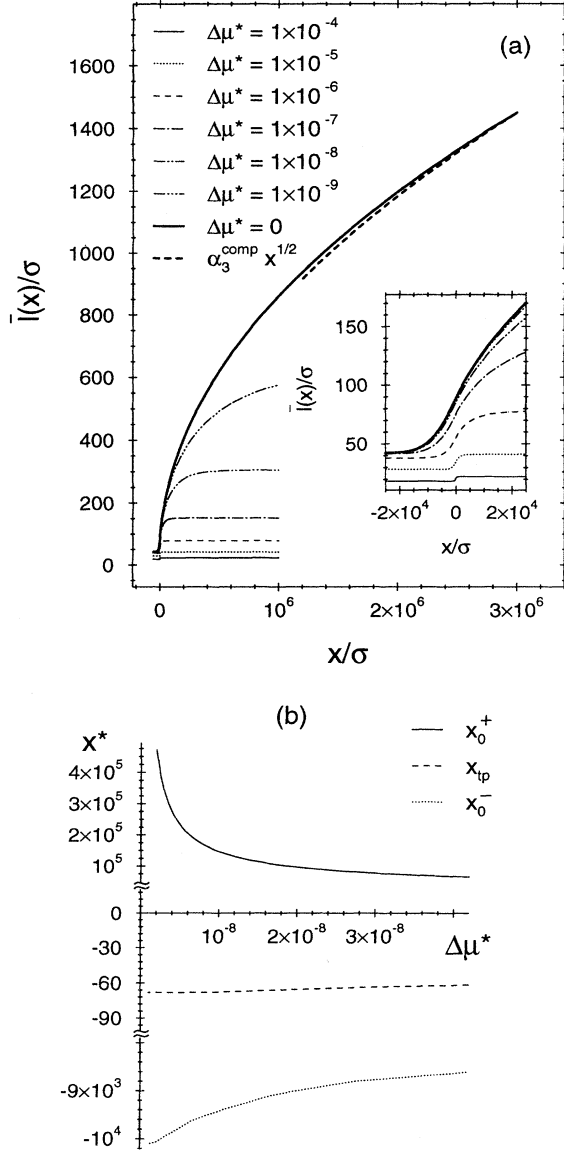 (a)
Δμ* = 1×10⁻⁴
Δμ* = 1×10⁻⁵
Δμ* = 1×10⁻⁶
Δμ* = 1×10⁻⁷
Δμ* = 1×10⁻⁸
Δμ* = 1×10⁻⁹
Δμ* = 0
α₃ᶜᵒᵐᵖ x^1/2
1600
1400
1200
1000
800
600
400
200
0
l̄(x)/σ
0
10⁶
2×10⁶
3×10⁶
x/σ
150
100
50
l̄(x)/σ
-2×10⁴
0
2×10⁴
x/σ
(b)
x*
x₀⁺
x_tp
x₀⁻
4×10⁵
3×10⁵
2×10⁵
10⁵
0
-30
-60
-90
-9×10³
-10⁴
10⁻⁸
2×10⁻⁸
3×10⁻⁸
Δμ*